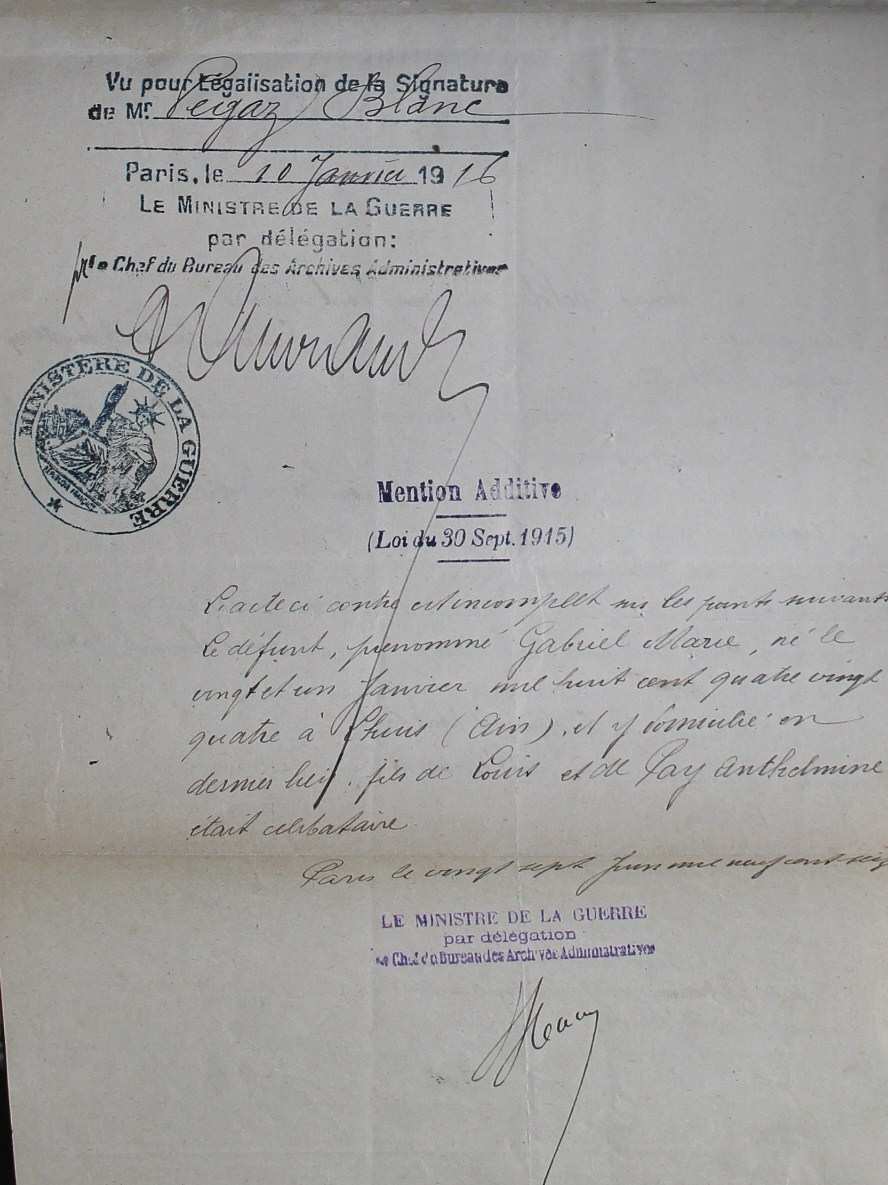 Vu pour Légalisation de la Signature
de Mr Peigaz Blanc
Paris, le 10 Janvier 1916
LE MINISTRE DE LA GUERRE
par délégation:
Le Chef du Bureau des Archives Administratives
MINISTÈRE DE LA GUERRE
Mention Additive
(Loi du 30 Sept. 1915)
L'acte ci contre est incomplet sur les points suivants
Le défunt, prénommé Gabriel Marie, né le
vingt et un Janvier mil huit cent quatre vingt
quatre à (Ain), et y domicilié en
dernier lieu, fils de Louis et de Pay Anthelmine
était célibataire.
Paris le vingt sept Juin mil neuf cent seize
LE MINISTRE DE LA GUERRE
par délégation
Le Chef du Bureau des Archives Administratives